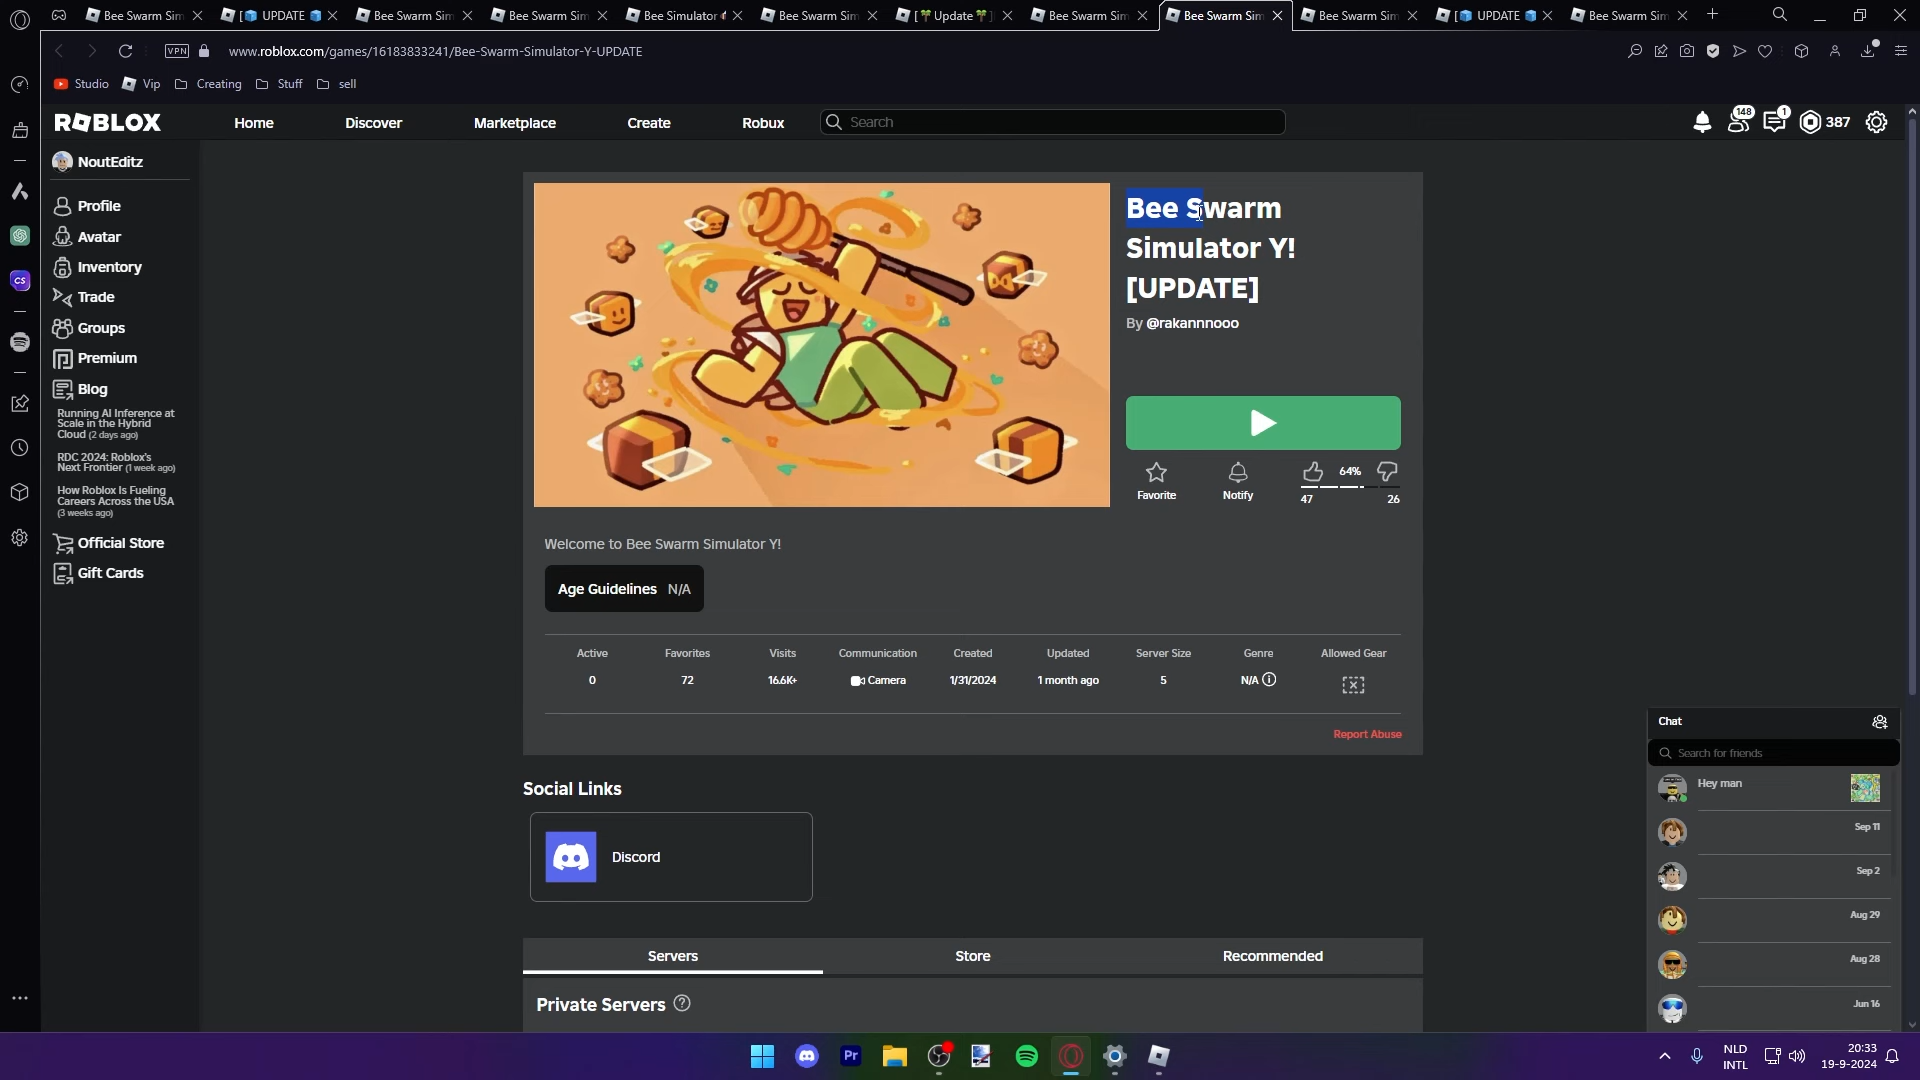 Bee Swarm Sim
[ UPDATE
Bee Swarm Sim
Bee Swarm Sim
Bee Simulator
Bee Swarm Sim
[ Update ]
Bee Swarm Sim
Bee Swarm Sim
Bee Swarm Sim
[ UPDATE
Bee Swarm Sim
VPN
www.roblox.com/games/16183833241/Bee-Swarm-Simulator-Y-UPDATE
Studio
Vip
Creating
Stuff
sell
ROBLOX
Home
Discover
Marketplace
Create
Robux
Search
148
1
387
NoutEditz
Profile
Avatar
Inventory
Trade
Groups
Premium
Blog
Running AI Inference at
Scale in the Hybrid
Cloud (2 days ago)
RDC 2024: Roblox's
Next Frontier (1 week ago)
How Roblox Is Fueling
Careers Across the USA
(3 weeks ago)
Official Store
Gift Cards
CS
Bee Swarm
Simulator Y!
[UPDATE]
By @rakannnooo
Favorite
Notify
64%
47
26
Welcome to Bee Swarm Simulator Y!
Age Guidelines N/A
Active
Favorites
Visits
Communication
Created
Updated
Server Size
Genre
Allowed Gear
0
72
16.6K+
Camera
1/31/2024
1 month ago
5
N/A
Report Abuse
Social Links
Discord
Servers
Store
Recommended
Private Servers
Chat
Search for friends
Hey man
Sep 11
Sep 2
Aug 29
Aug 28
Jun 16
Pr
NLD
INTL
20:33
19-9-2024